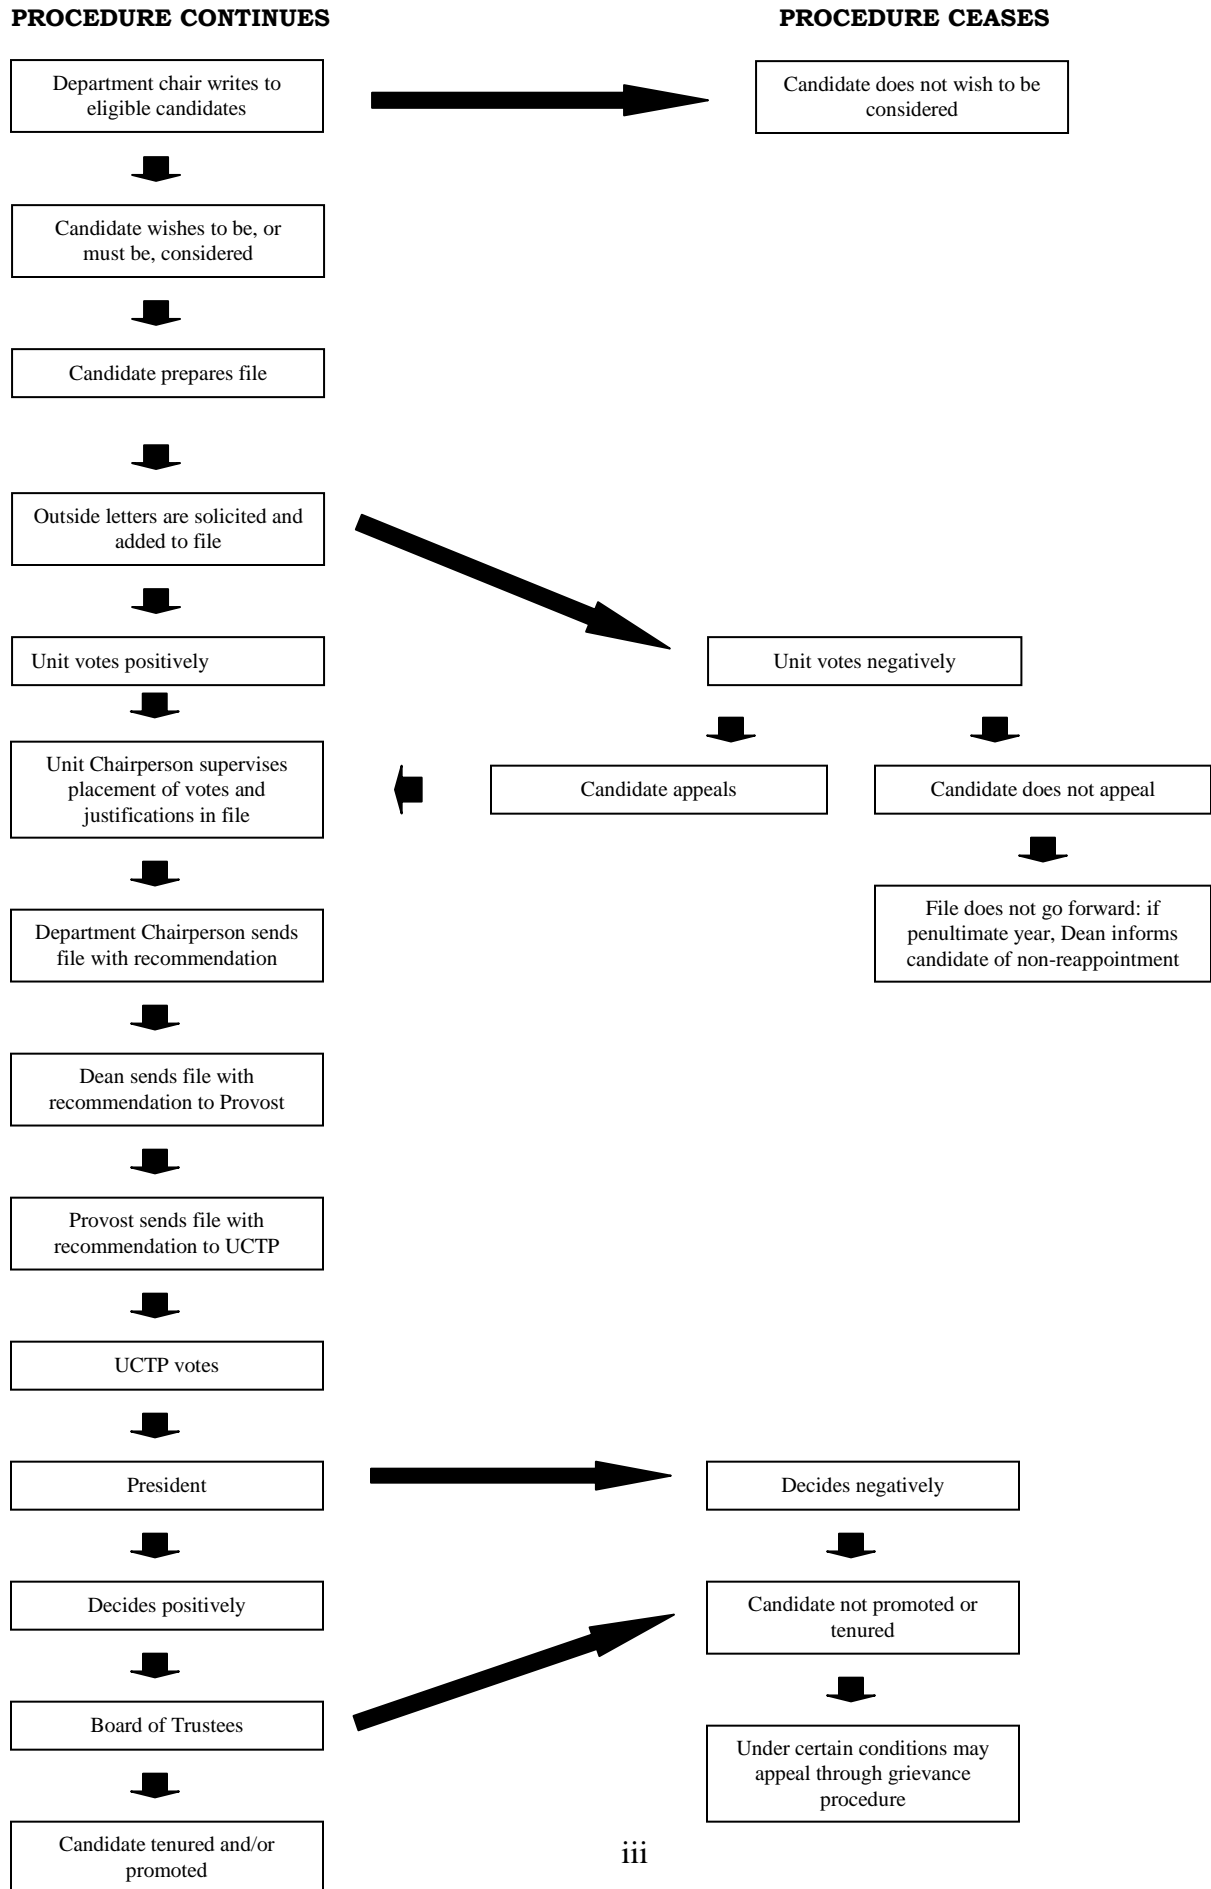 PROCEDURE CONTINUES
PROCEDURE CEASES
Department chair writes to
eligible candidates
Candidate does not wish to be
considered
Candidate wishes to be, or
must be, considered
Candidate prepares file
Outside letters are solicited and
added to file
Unit votes positively
Unit votes negatively
Unit Chairperson supervises
placement of votes and
justifications in file
Candidate appeals
Candidate does not appeal
File does not go forward: if
penultimate year, Dean informs
candidate of non-reappointment
Department Chairperson sends
file with recommendation
Dean sends file with
recommendation to Provost
Provost sends file with
recommendation to UCTP
UCTP votes
President
Decides negatively
Decides positively
Candidate not promoted or
tenured
Board of Trustees
Under certain conditions may
appeal through grievance
procedure
Candidate tenured and/or
promoted
iii